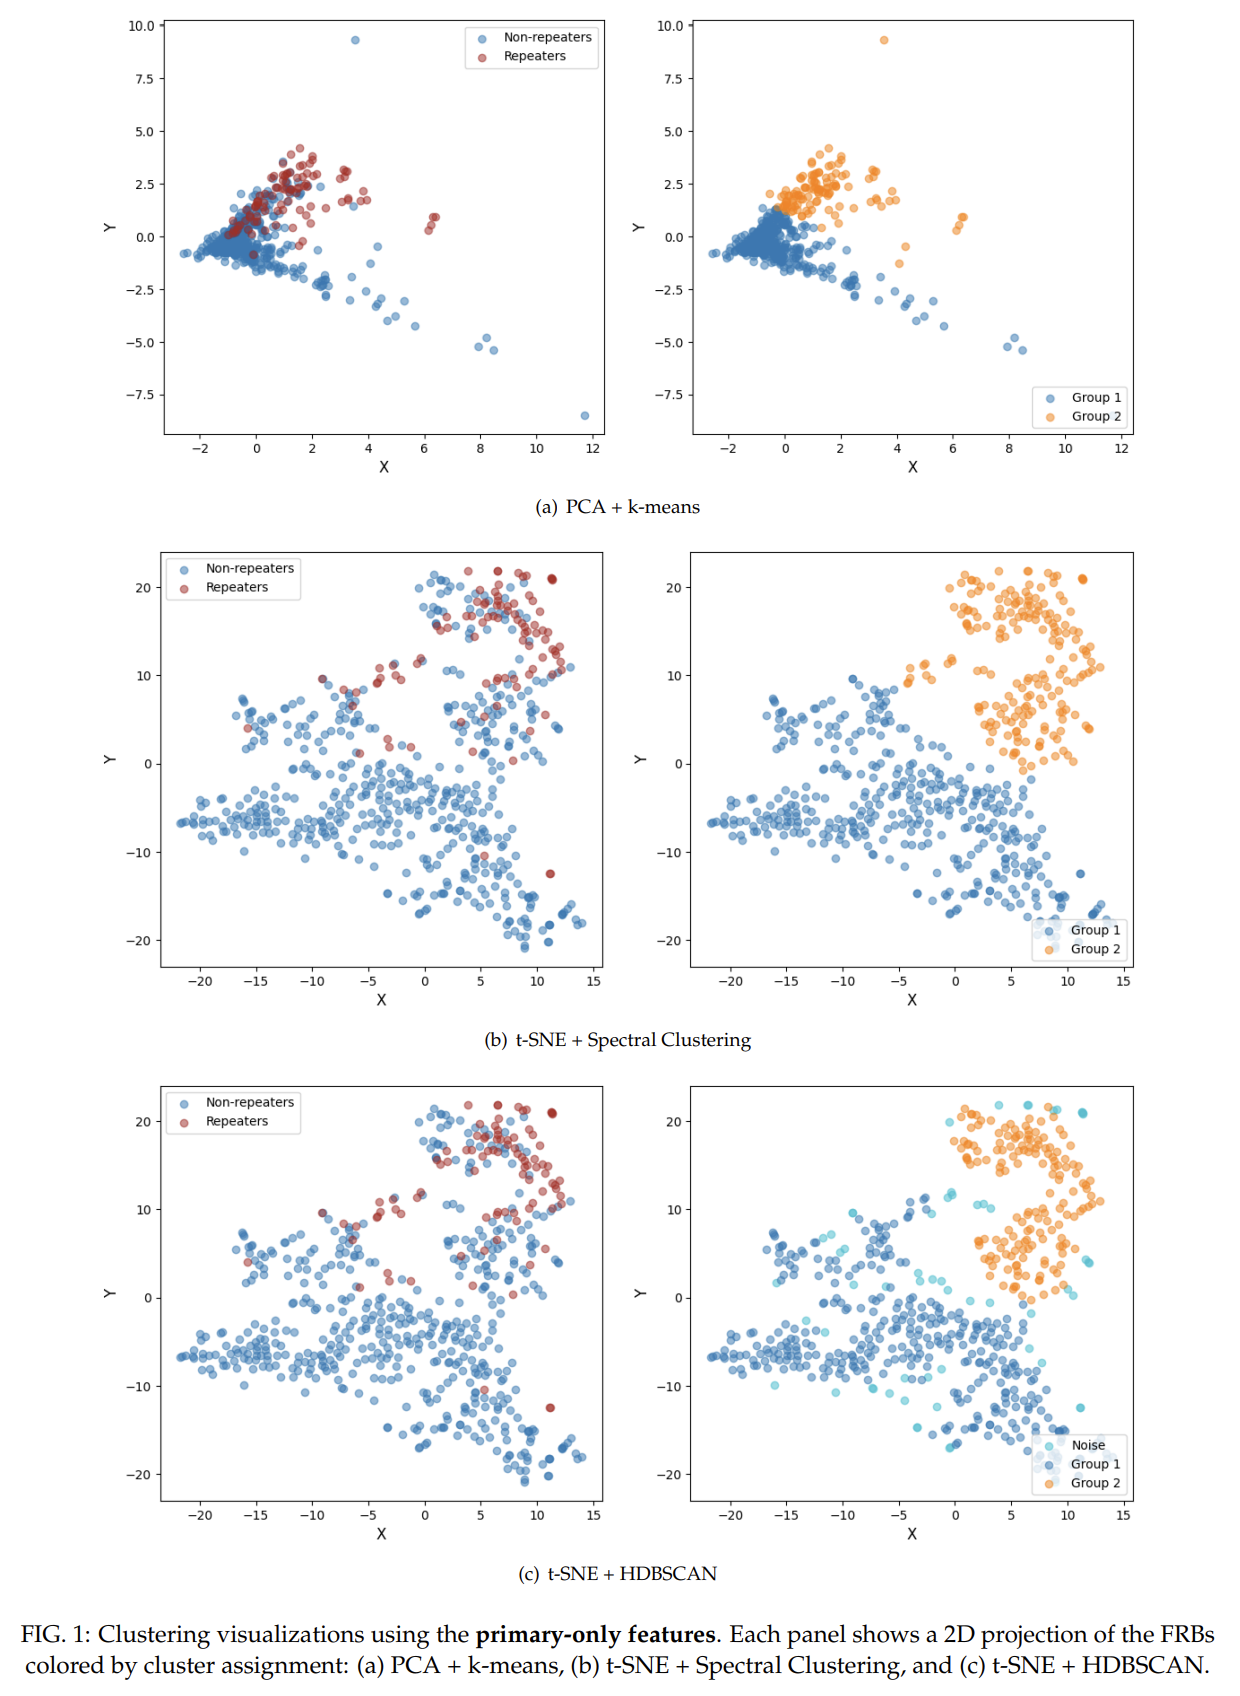 10.0
7.5
5.0
2.5
0.0
−2.5
−5.0
−7.5
Y
−2 0 2 4 6 8 10 12
X
Non-repeaters
Repeaters
10.0
7.5
5.0
2.5
0.0
−2.5
−5.0
−7.5
Y
−2 0 2 4 6 8 10 12
X
Group 1
Group 2
(a) PCA + k-means
Non-repeaters
Repeaters
20
10
0
−10
−20
Y
−20 −15 −10 −5 0 5 10 15
X
20
10
0
−10
−20
Y
−20 −15 −10 −5 0 5 10 15
X
Group 1
Group 2
(b) t-SNE + Spectral Clustering
Non-repeaters
Repeaters
20
10
0
−10
−20
Y
−20 −15 −10 −5 0 5 10 15
X
20
10
0
−10
−20
Y
−20 −15 −10 −5 0 5 10 15
X
Noise
Group 1
Group 2
(c) t-SNE + HDBSCAN
FIG. 1: Clustering visualizations using the primary-only features. Each panel shows a 2D projection of the FRBs
colored by cluster assignment: (a) PCA + k-means, (b) t-SNE + Spectral Clustering, and (c) t-SNE + HDBSCAN.